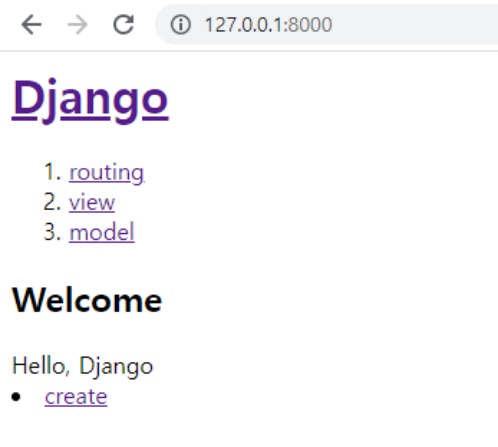 127.0.0.1:8000
Django
1. routing
2. view
3. model
Welcome
Hello, Django
• create